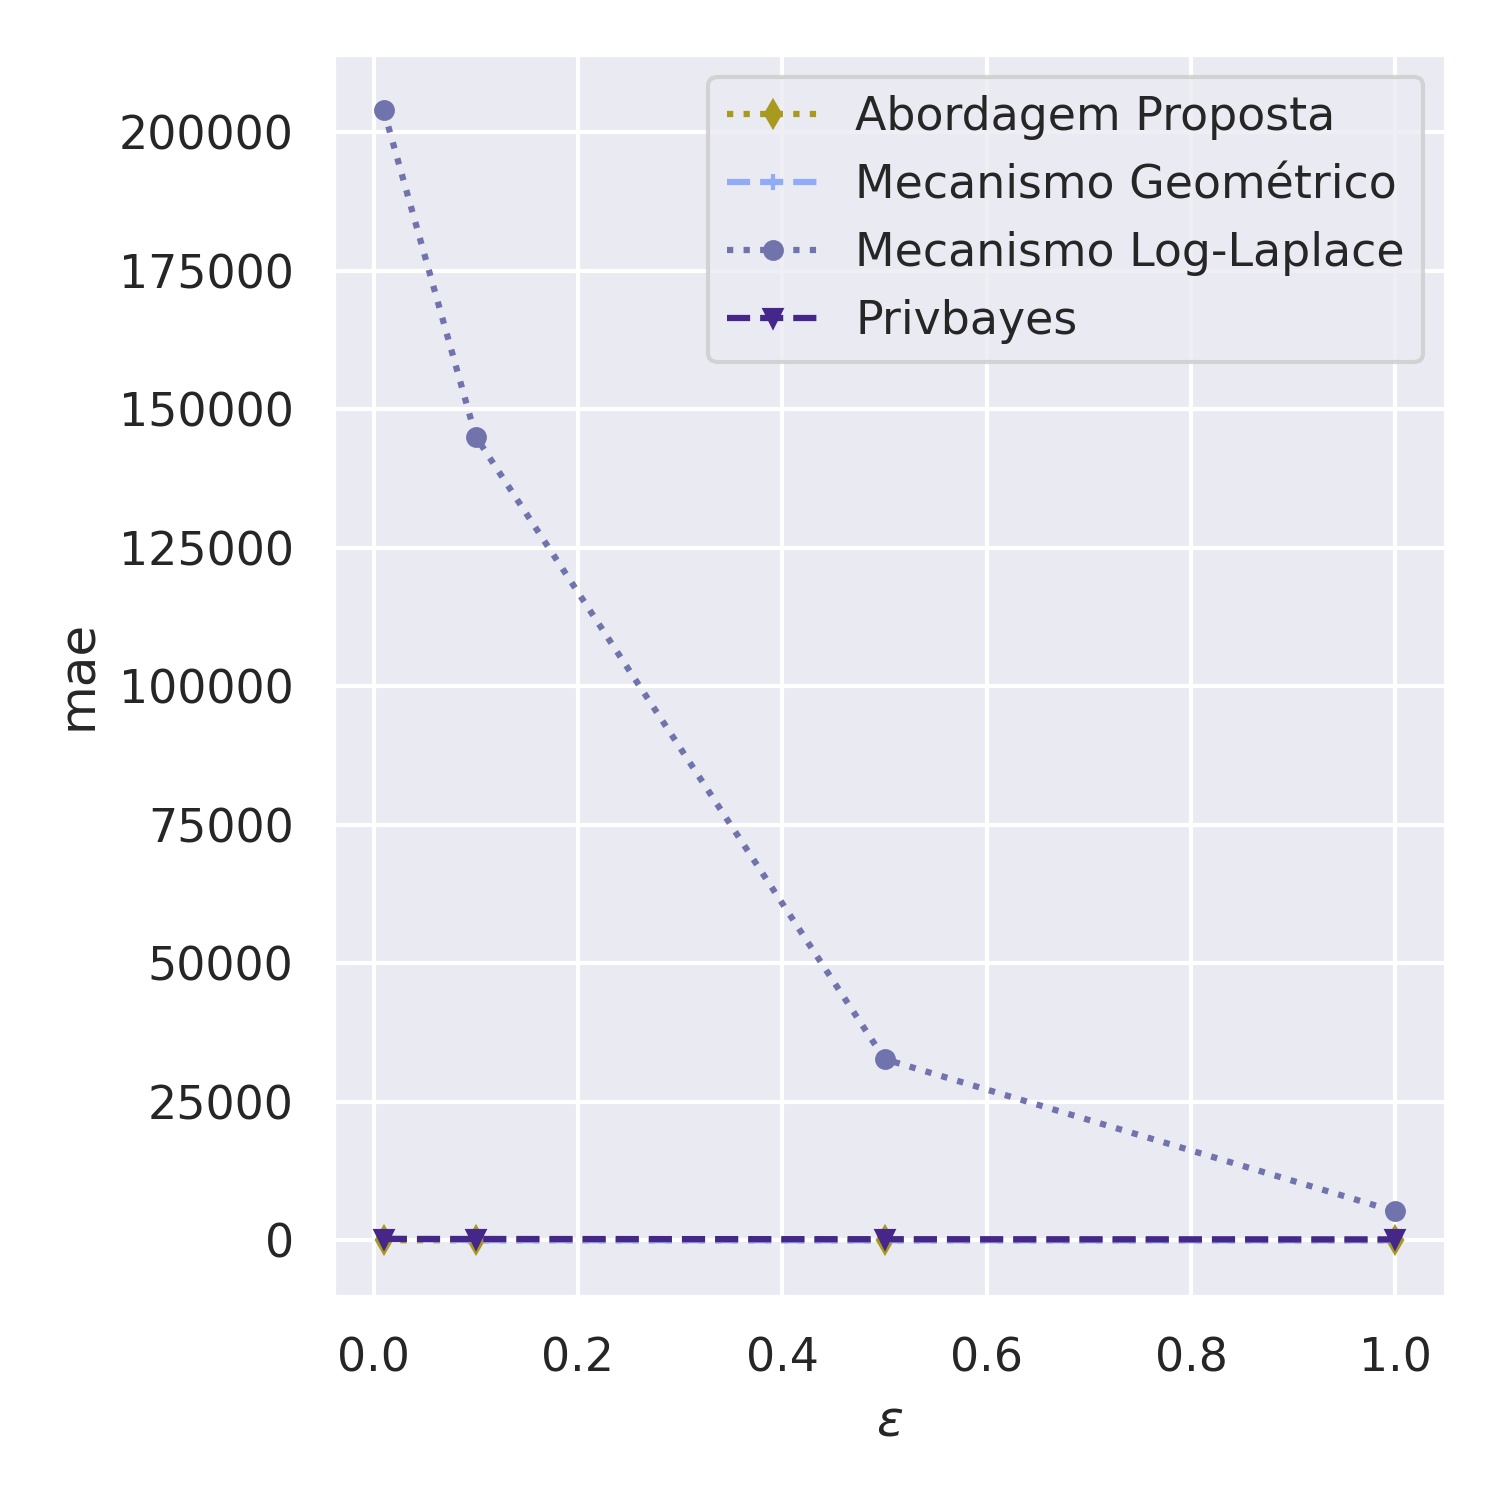 200000
175000
150000
125000
100000
75000
50000
25000
0
mae
Abordagem Proposta
Mecanismo Geométrico
Mecanismo Log-Laplace
Privbayes
0.0 0.2 0.4 0.6 0.8 1.0
ε